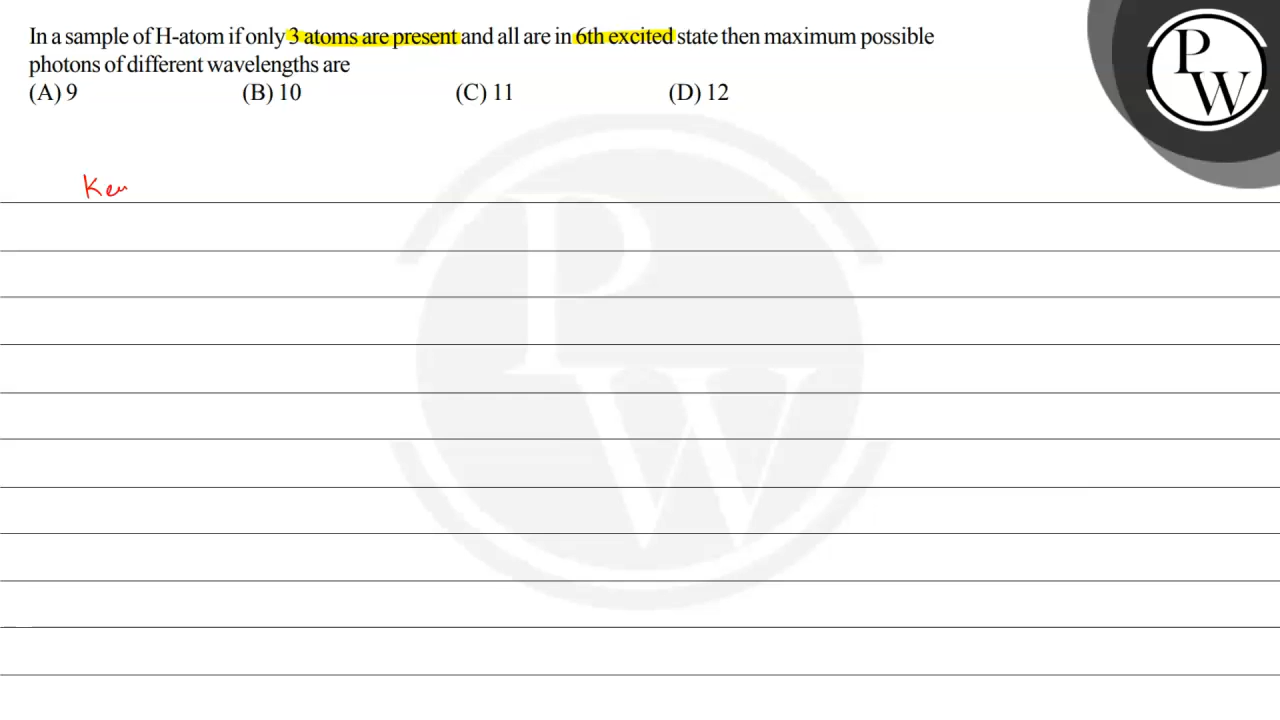 In a sample of H-atom if only 3 atoms are present and all are in 6th excited state then maximum possible
photons of different wavelengths are
(A) 9 (B) 10 (C) 11 (D) 12
P
W
Ke
P
W